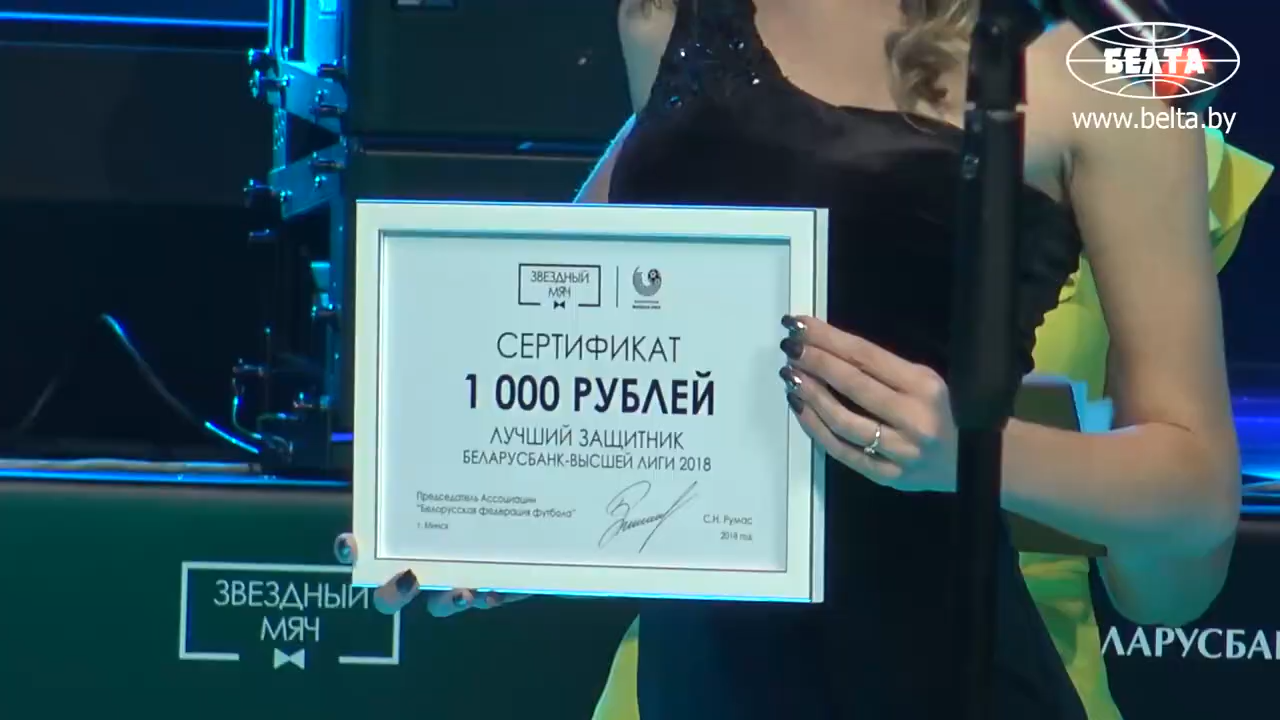 БЕЛТА
www.belta.by
ЗВЕЗДНЫЙ
МЯЧ
СЕРТИФИКАТ
1 000 РУБЛЕЙ
ЛУЧШИЙ ЗАЩИТНИК
БЕЛАРУСБАНК-ВЫСШЕЙ ЛИГИ 2018
Председатель Ассоциации
"Белорусская федерация футбола"
г. Минск
С.Н. Румас
2018 год
ЗВЕЗДНЫЙ
МЯЧ
ЛАРУСБА